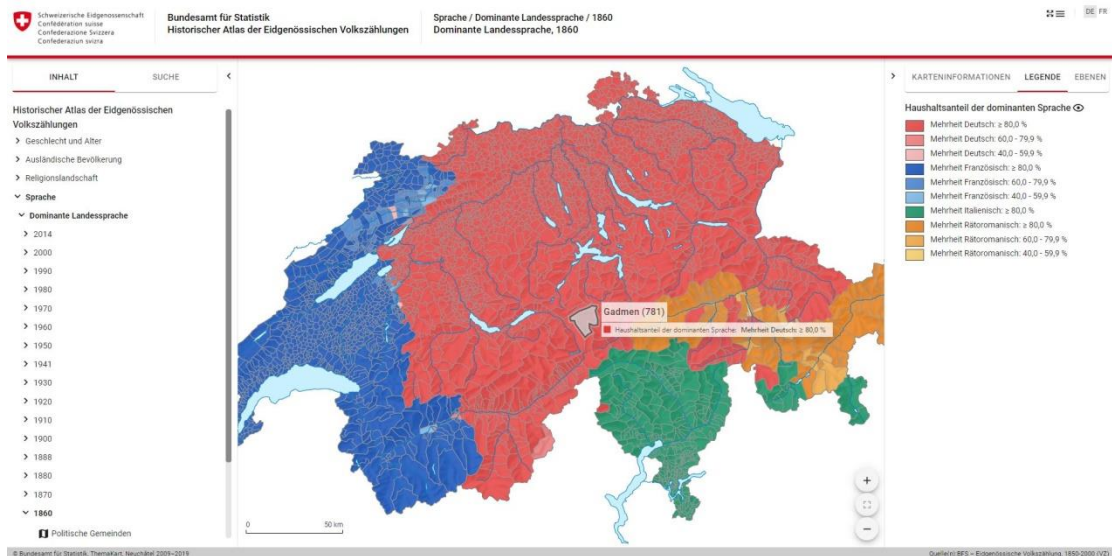 Schweizerische Eidgenossenschaft
Confédération suisse
Confederazione Svizzera
Confederaziun svizra
Bundesamt für Statistik
Historischer Atlas der Eidgenössischen Volkszählungen
Sprache / Dominante Landessprache / 1860
Dominante Landessprache, 1860
DE FR
INHALT
SUCHE
Historischer Atlas der Eidgenössischen
Volkszählungen
Geschlecht und Alter
Ausländische Bevölkerung
Religionslandschaft
Sprache
Dominante Landessprache
2014
2000
1990
1980
1970
1960
1950
1941
1930
1920
1910
1900
1888
1880
1870
1860
Politische Gemeinden
Gadmen (781)
Haushaltsanteil der dominanten Sprache: Mehrheit Deutsch: ≥ 80,0 %
0 50 km
KARTENINFORMATIONEN LEGENDE EBENEN
Haushaltsanteil der dominanten Sprache
Mehrheit Deutsch: ≥ 80,0 %
Mehrheit Deutsch: 60,0 - 79,9 %
Mehrheit Deutsch: 40,0 - 59,9 %
Mehrheit Französisch: ≥ 80,0 %
Mehrheit Französisch: 60,0 - 79,9 %
Mehrheit Französisch: 40,0 - 59,9 %
Mehrheit Italienisch: ≥ 80,0 %
Mehrheit Rätoromanisch: ≥ 80,0 %
Mehrheit Rätoromanisch: 60,0 - 79,9 %
Mehrheit Rätoromanisch: 40,0 - 59,9 %
© Bundesamt für Statistik, ThemaKart, Neuchâtel 2009–2019
Quelle(n): BFS – Eidgenössische Volkszählung, 1850-2000 (VZ)